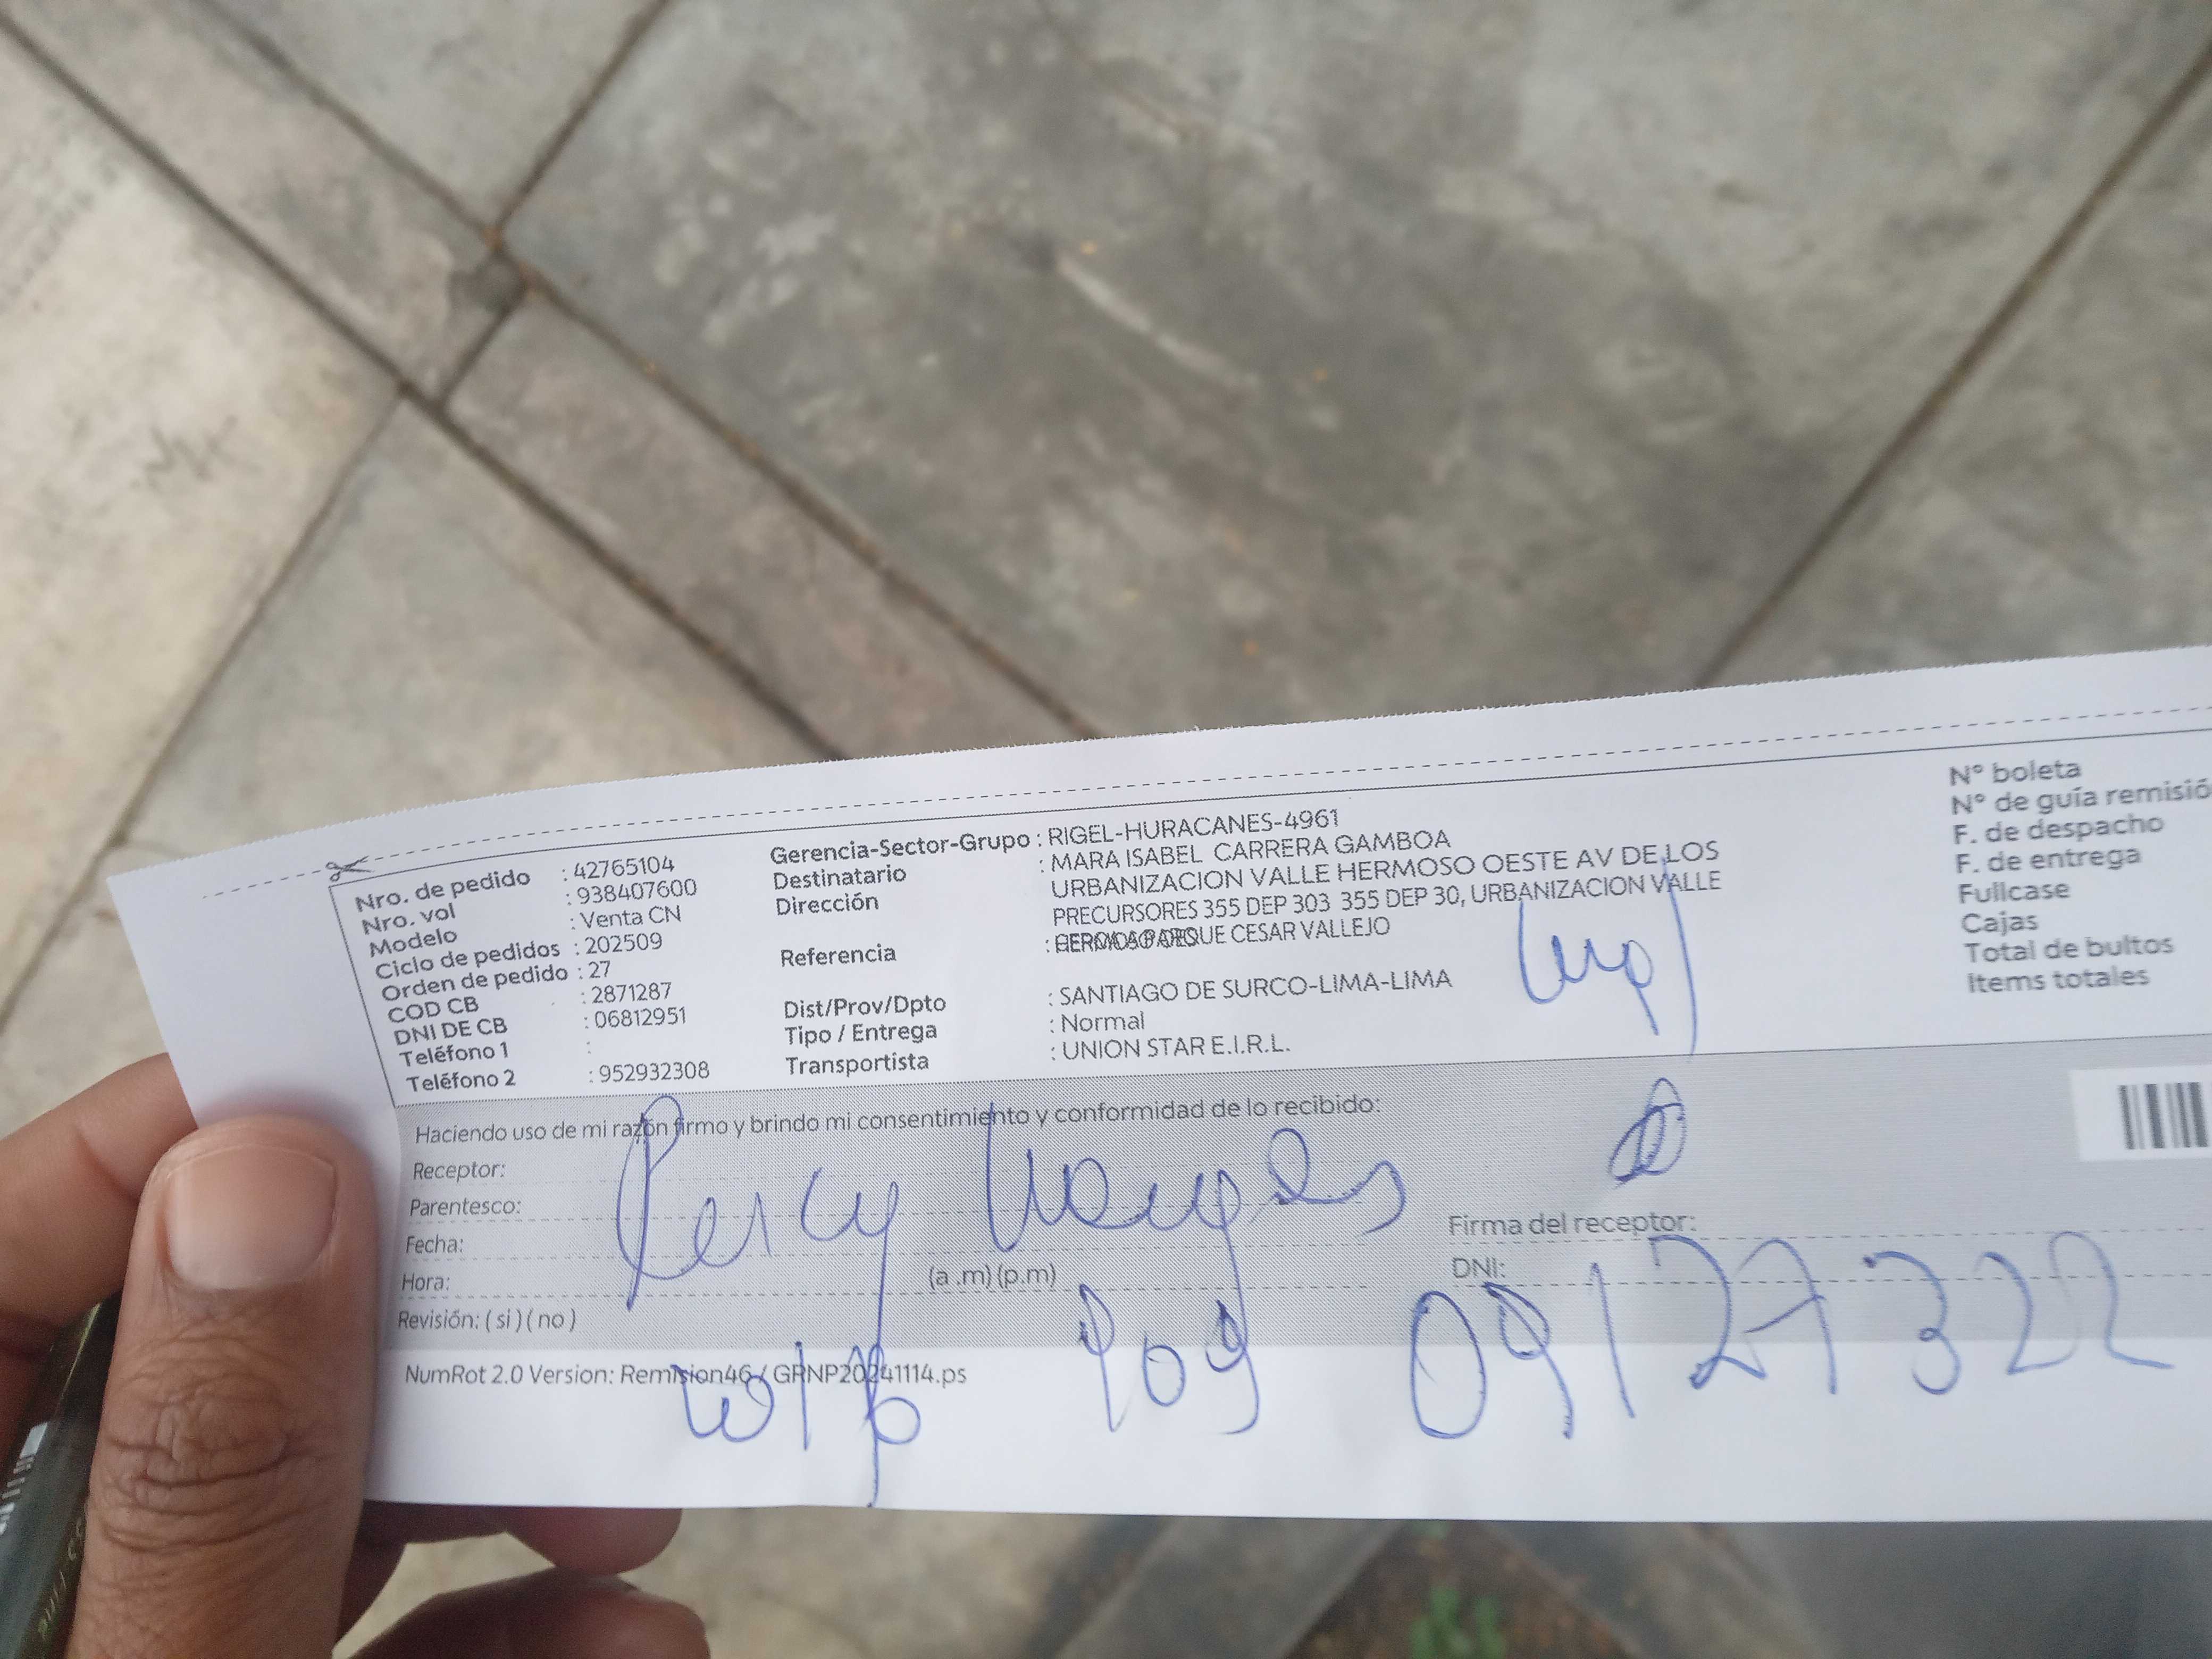 Nro. de pedido : 42765104
Nro. vol : 938407600
Modelo : Venta CN
Ciclo de pedidos : 202509
Orden de pedido : 27
COD CB : 2871287
DNI DE CB : 06812951
Teléfono 1 :
Teléfono 2 : 952932308
Gerencia-Sector-Grupo : RIGEL-HURACANES-4961
Destinatario : MARA ISABEL CARRERA GAMBOA
Dirección URBANIZACION VALLE HERMOSO OESTE AV DE LOS
PRECURSORES 355 DEP 303 355 DEP 30, URBANIZACION VALLE
Referencia : CERCA A PARQUE CESAR VALLEJO
Dist/Prov/Dpto : SANTIAGO DE SURCO-LIMA-LIMA
Tipo / Entrega : Normal
Transportista : UNION STAR E.I.R.L.
N° boleta
N° de guía remisió
F. de despacho
F. de entrega
Fullcase
Cajas
Total de bultos
Items totales
Haciendo uso de mi razón firmo y brindo mi consentimiento y conformidad de lo recibido:
Receptor:
Parentesco:
Percy
Fecha:
Hora: (a .m) (p.m)
Revisión: ( si ) ( no )
Firma del receptor:
DNI:
09127322
NumRot 2.0 Version: Remision46 / GRNP20241114.ps